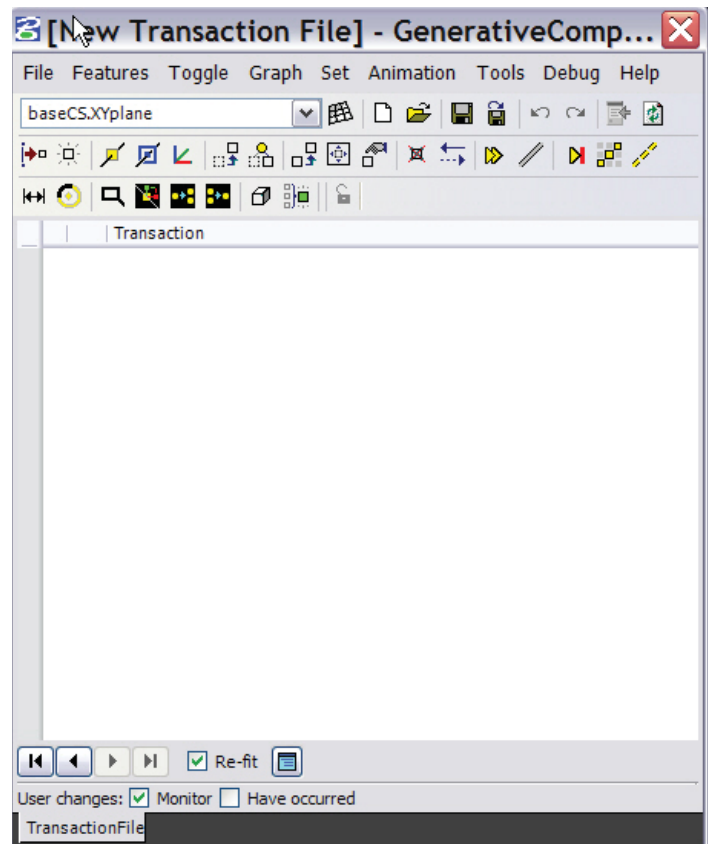 [New Transaction File] - GenerativeComp...
File Features Toggle Graph Set Animation Tools Debug Help
baseCS.XYplane
Transaction
Re-fit
User changes: Monitor Have occurred
TransactionFile